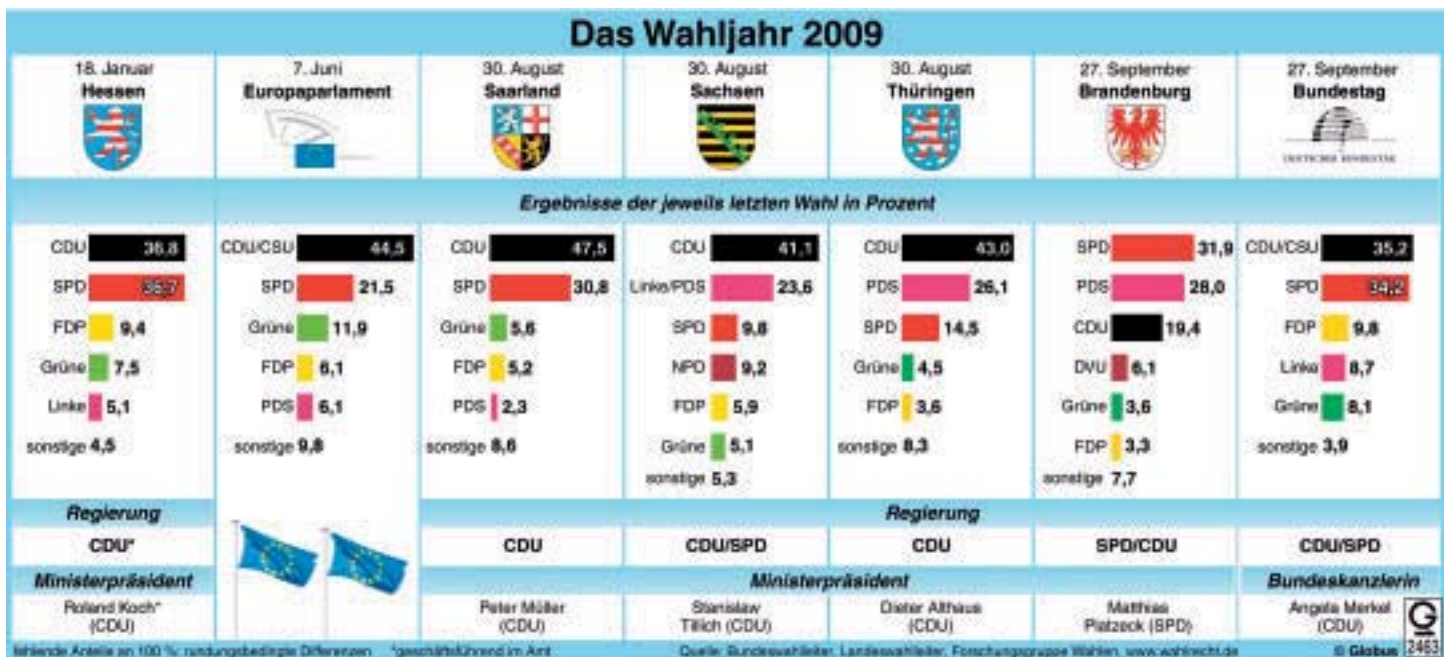 Das Wahljahr 2009
18. Januar
Hessen
7. Juni
Europaparlament
30. August
Saarland
30. August
Sachsen
30. August
Thüringen
27. September
Brandenburg
27. September
Bundestag
DEUTSCHER BUNDESTAG
Ergebnisse der jeweils letzten Wahl in Prozent
CDU 36,8
SPD 36,7
FDP 9,4
Grüne 7,5
Linke 5,1
sonstige 4,5
CDU/CSU 44,5
SPD 21,5
Grüne 11,9
FDP 6,1
PDS 6,1
sonstige 9,8
CDU 47,5
SPD 30,8
Grüne 5,6
FDP 5,2
PDS 2,3
sonstige 8,6
CDU 41,1
Linke/PDS 23,6
SPD 9,8
NPD 9,2
FDP 5,9
Grüne 5,1
sonstige 5,3
CDU 43,0
PDS 26,1
SPD 14,5
Grüne 4,5
FDP 3,6
sonstige 8,3
SPD 31,9
PDS 28,0
CDU 19,4
DVU 6,1
Grüne 3,6
FDP 3,3
sonstige 7,7
CDU/CSU 35,2
SPD 34,2
FDP 9,8
Linke 8,7
Grüne 8,1
sonstige 3,9
Regierung
Regierung
CDU*
CDU
CDU/SPD
CDU
SPD/CDU
CDU/SPD
Ministerpräsident
Ministerpräsident
Bundeskanzlerin
Roland Koch*
(CDU)
Peter Müller
(CDU)
Stanislaw
Tillich (CDU)
Dieter Althaus
(CDU)
Matthias
Platzeck (SPD)
Angela Merkel
(CDU)
fehlende Anteile an 100 %: rundungsbedingte Differenzen *geschäftsführend im Amt
Quelle: Bundeswahlleiter, Landeswahlleiter, Forschungsgruppe Wahlen, www.wahlrecht.de
© Globus
G
2463